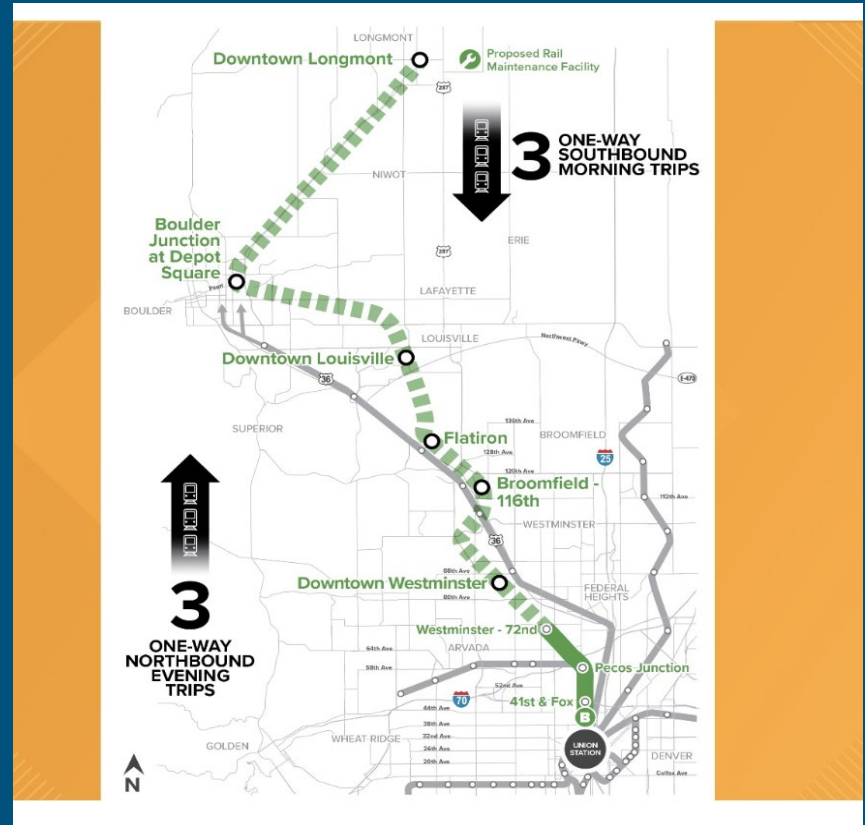 LONGMONT
Downtown Longmont
Proposed Rail
Maintenance Facility
287
3
ONE-WAY
SOUTHBOUND
MORNING TRIPS
NIWOT
Boulder
Junction
at Depot
Square
ERIE
287
Pearl
LAFAYETTE
BOULDER
LOUISVILLE
Northwest Pkwy
Downtown Louisville
36
E-470
SUPERIOR
136th Ave
Flatiron
BROOMFIELD
128th Ave
25
120th Ave
Broomfield -
116th
112th Ave
WESTMINSTER
36
88th Ave
Downtown Westminster
80th Ave
FEDERAL
HEIGHTS
3
ONE-WAY
NORTHBOUND
EVENING
TRIPS
Westminster - 72nd
64th Ave
ARVADA
58th Ave
Pecos Junction
52nd Ave
70
41st & Fox
44th Ave
B
38th Ave
GOLDEN
WHEAT RIDGE
32nd Ave
26th Ave
20th Ave
UNION
STATION
DENVER
Colfax Ave
N